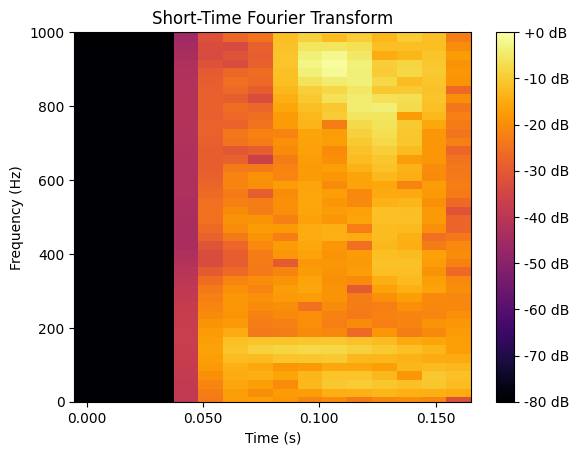 Short-Time Fourier Transform
1000
800
600
400
200
0
Frequency (Hz)
0.000
0.050
0.100
0.150
Time (s)
+0 dB
-10 dB
-20 dB
-30 dB
-40 dB
-50 dB
-60 dB
-70 dB
-80 dB